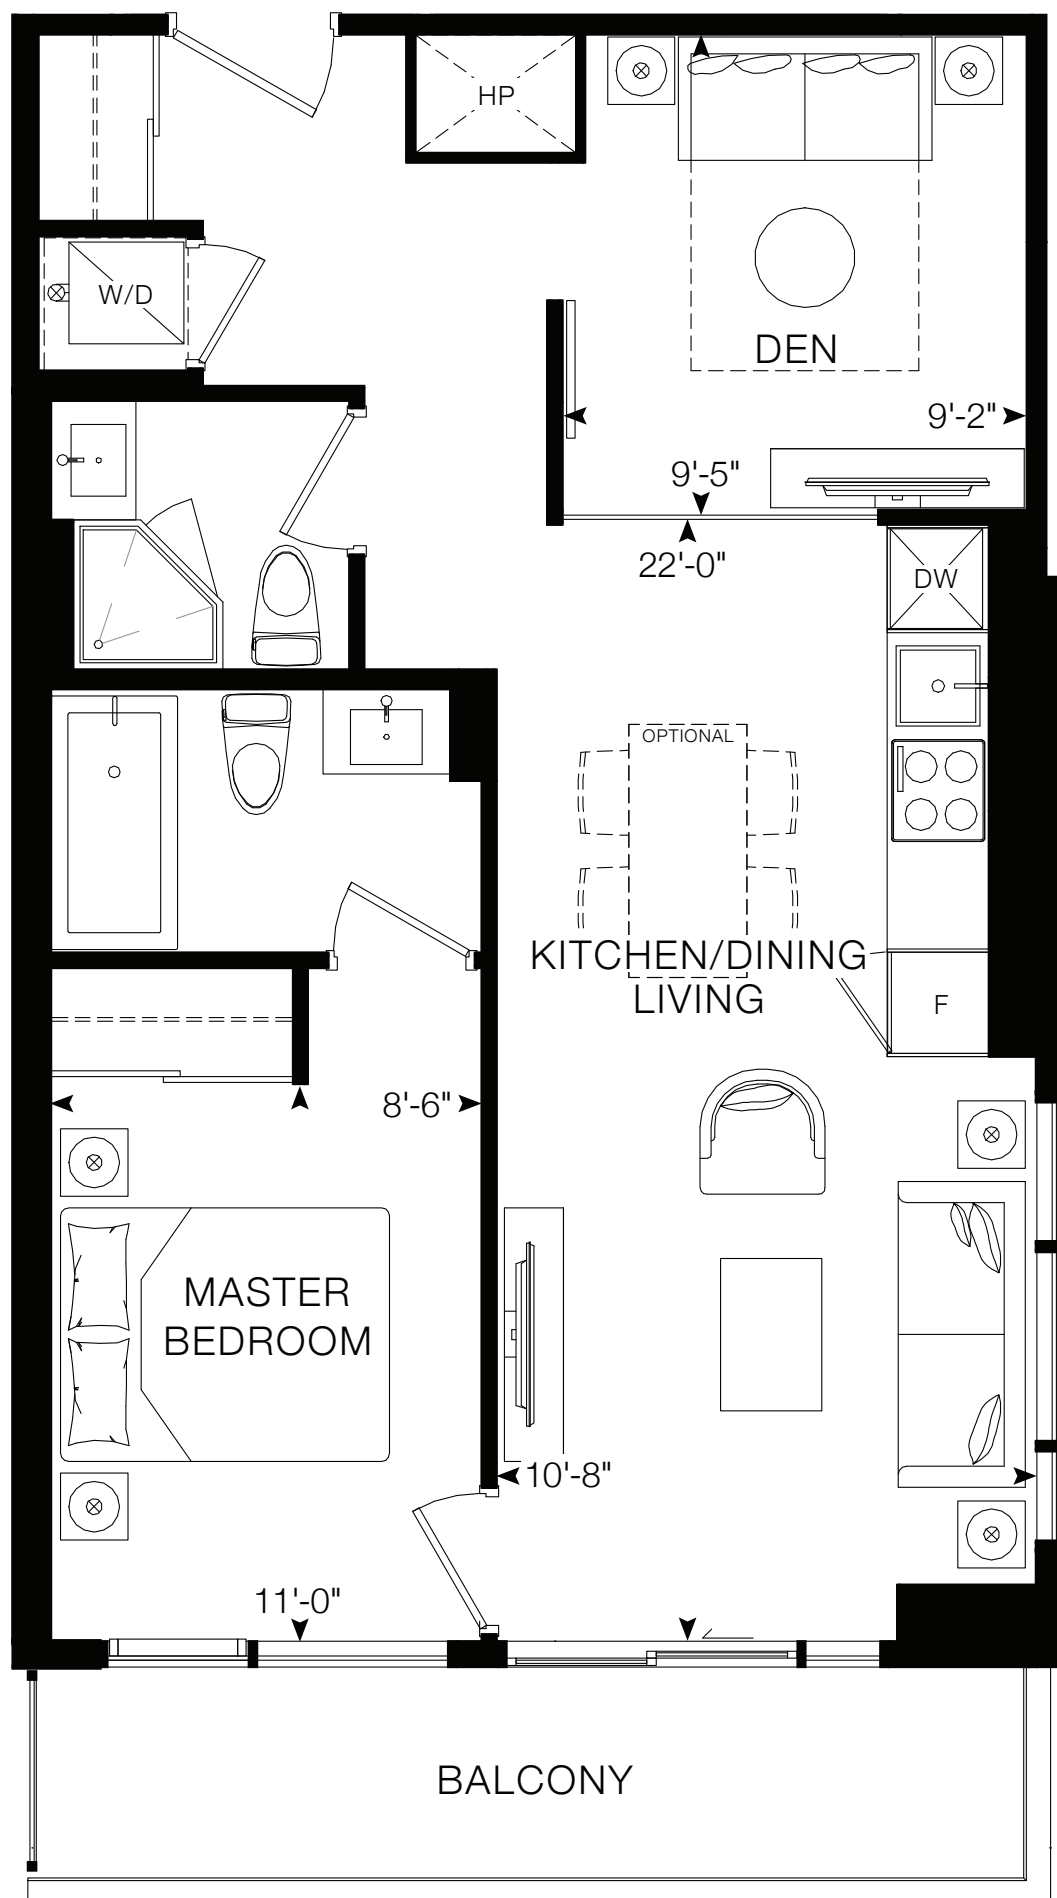 HP
W/D
DEN
9'-2"
9'-5"
22'-0"
DW
OPTIONAL
KITCHEN/DINING
LIVING
F
8'-6"
MASTER
BEDROOM
10'-8"
11'-0"
BALCONY